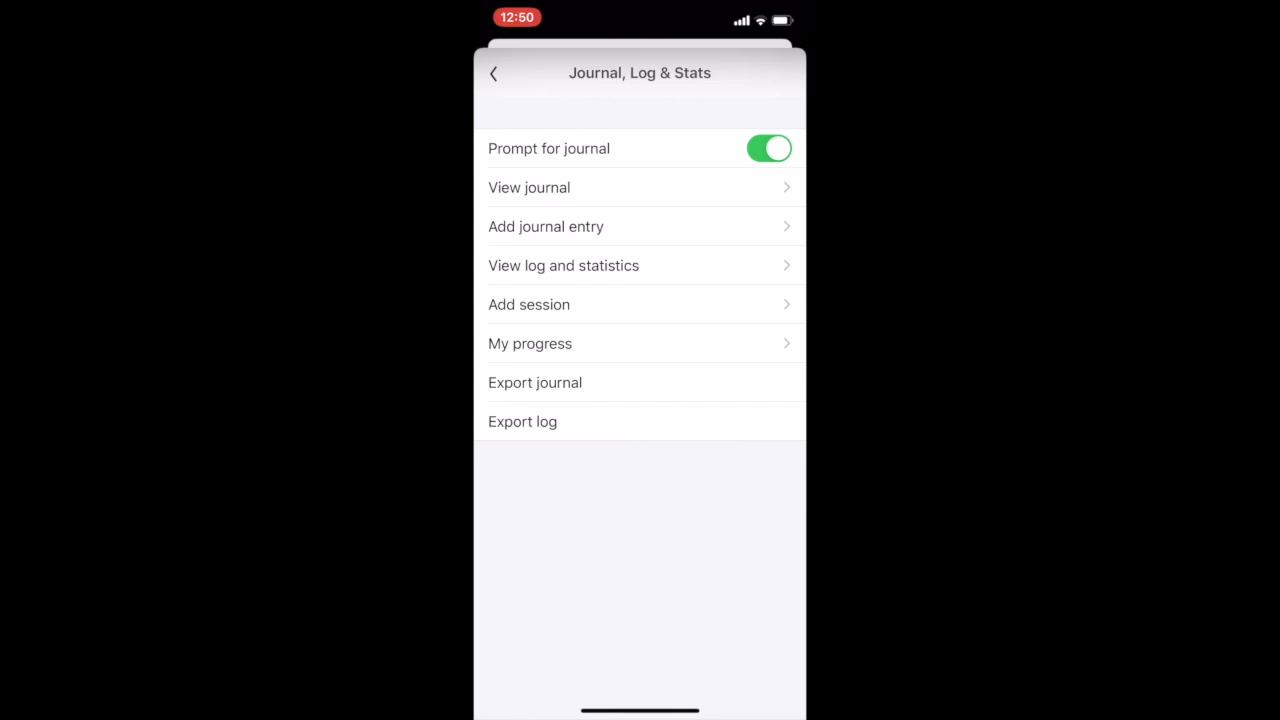 12:50
Journal, Log & Stats
Prompt for journal
View journal
Add journal entry
View log and statistics
Add session
My progress
Export journal
Export log